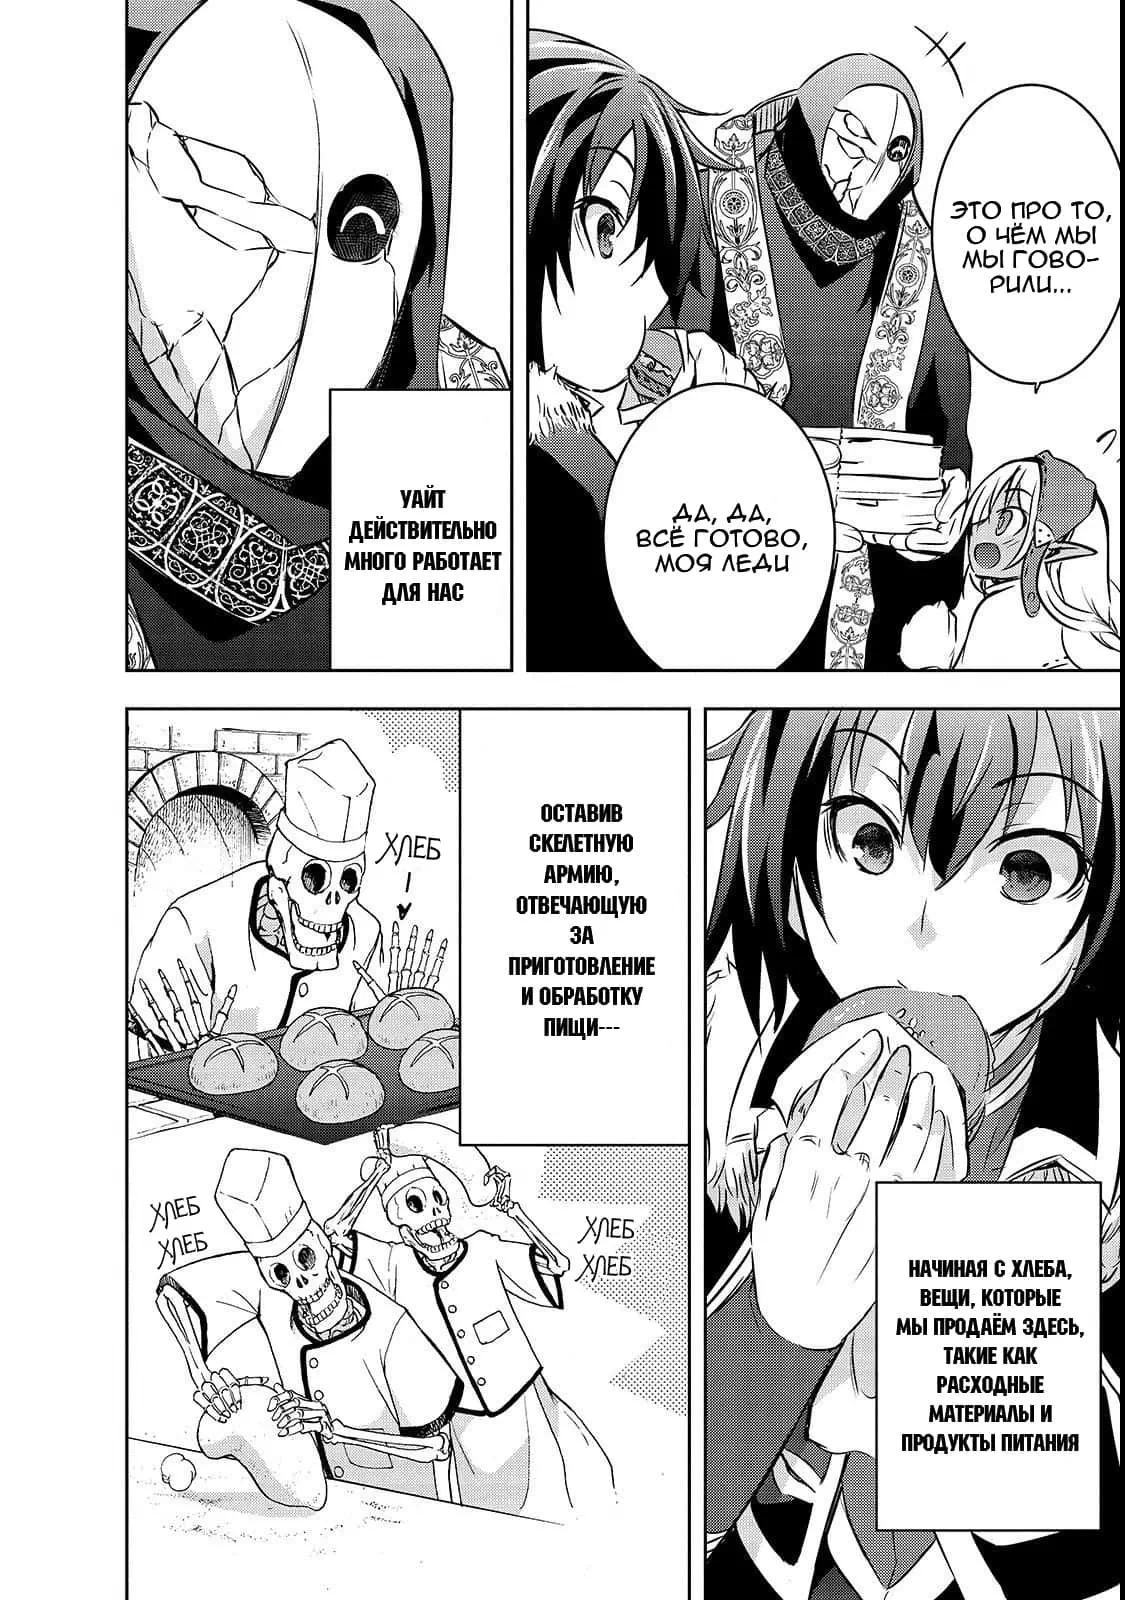 ЭТО ПРО ТО,
О ЧЁМ МЫ
МЫ ГОВО-
РИЛИ...
ДА, ДА,
ВСЁ ГОТОВО,
МОЯ ЛЕДИ
УАЙТ
ДЕЙСТВИТЕЛЬНО
МНОГО РАБОТАЕТ
ДЛЯ НАС
НАЧИНАЯ С ХЛЕБА,
ВЕЩИ, КОТОРЫЕ
МЫ ПРОДАЁМ ЗДЕСЬ,
ТАКИЕ КАК
РАСХОДНЫЕ
МАТЕРИАЛЫ И
ПРОДУКТЫ ПИТАНИЯ
ОСТАВИВ
СКЕЛЕТНУЮ
АРМИЮ,
ОТВЕЧАЮЩУЮ
ЗА
ПРИГОТОВЛЕНИЕ
И ОБРАБОТКУ
ПИЩИ---
ХЛЕБ
ХЛЕБ
ХЛЕБ
ХЛЕБ
ХЛЕБ